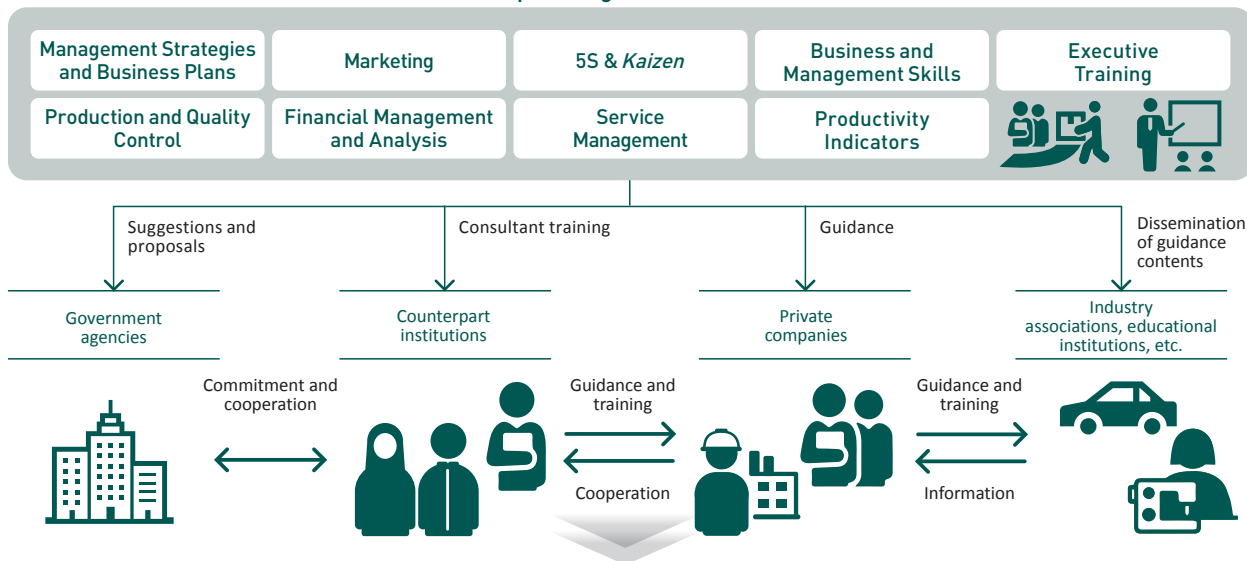 Management Strategies
and Business Plans
Marketing
5S & Kaizen
Business and
Management Skills
Executive
Training
Production and Quality
Control
Financial Management
and Analysis
Service
Management
Productivity
Indicators
Suggestions and
proposals
Consultant training
Guidance
Dissemination
of guidance
contents
Government
agencies
Counterpart
institutions
Private
companies
Industry
associations, educational
institutions, etc.
Commitment and
cooperation
Guidance and
training
Guidance and
training
Cooperation
Information